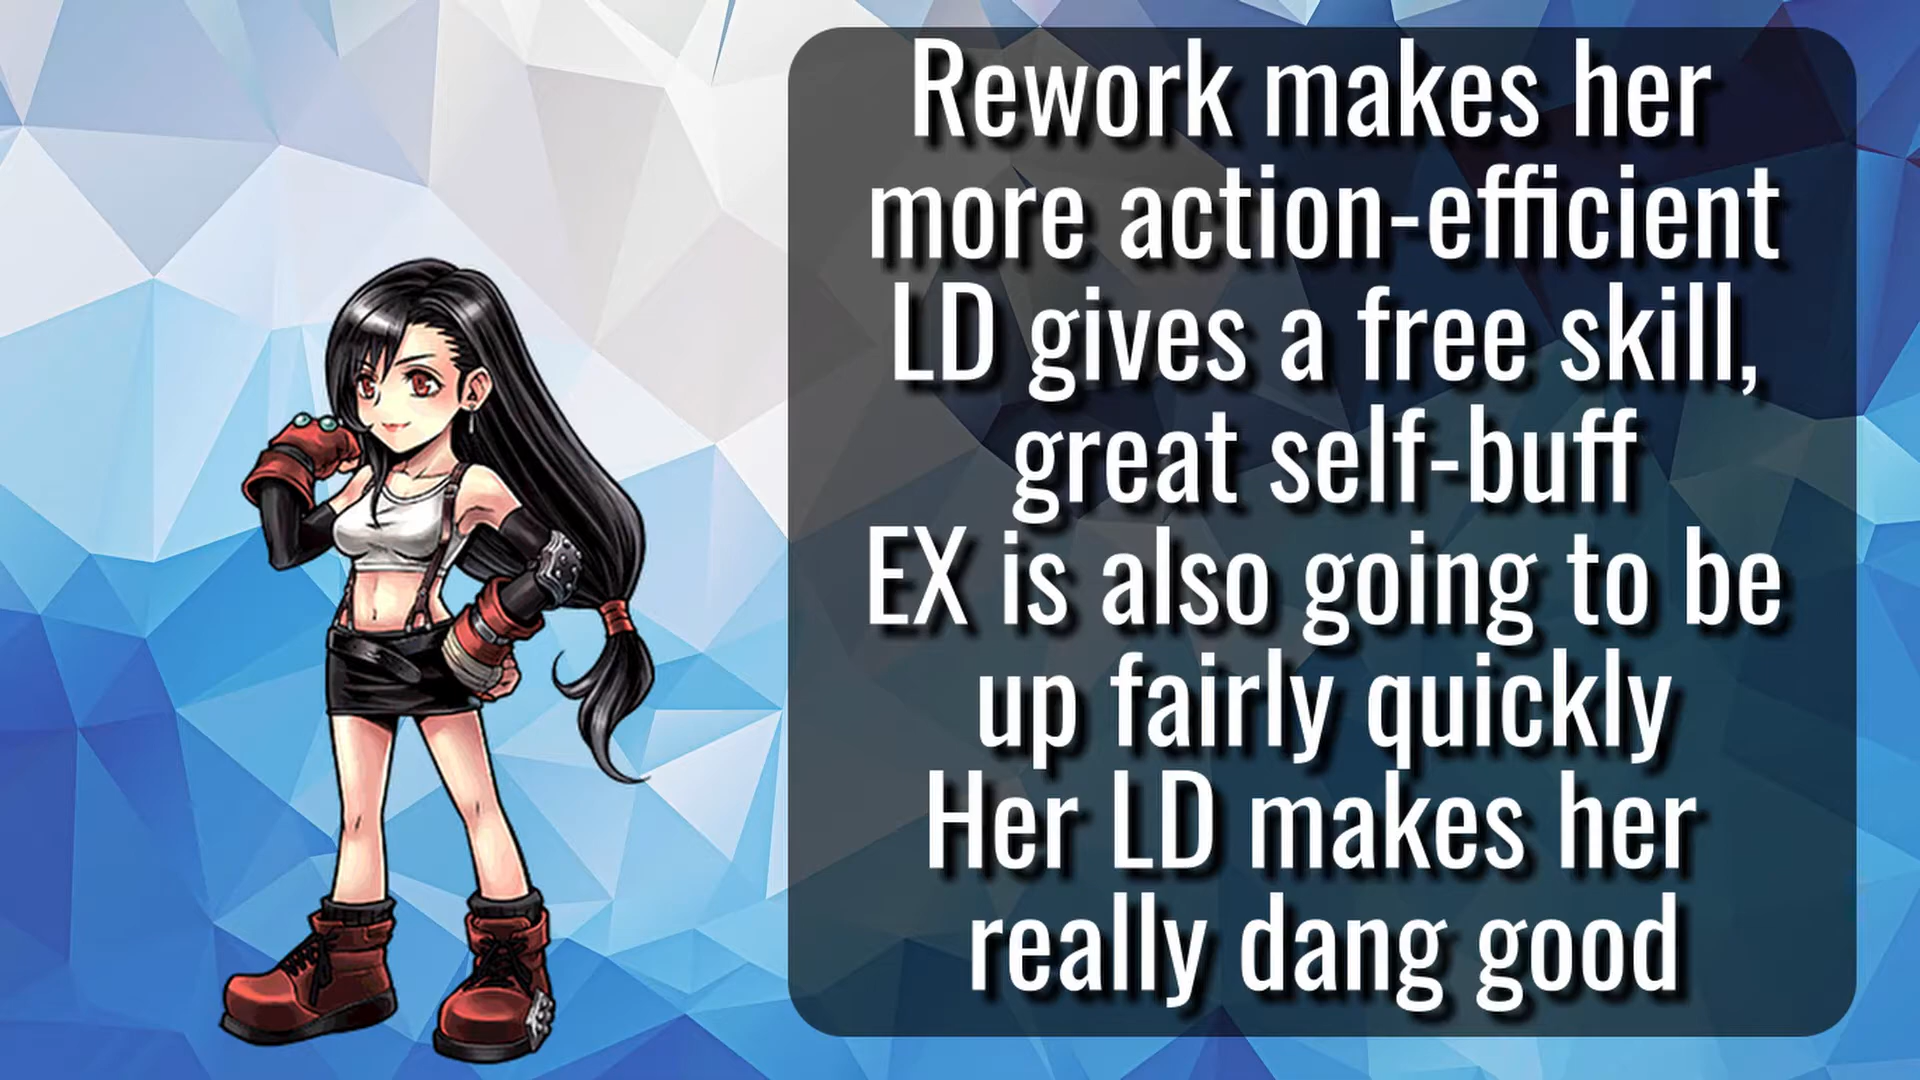 Rework makes her
more action-efficient
LD gives a free skill,
great self-buff
EX is also going to be
up fairly quickly
Her LD makes her
really dang good